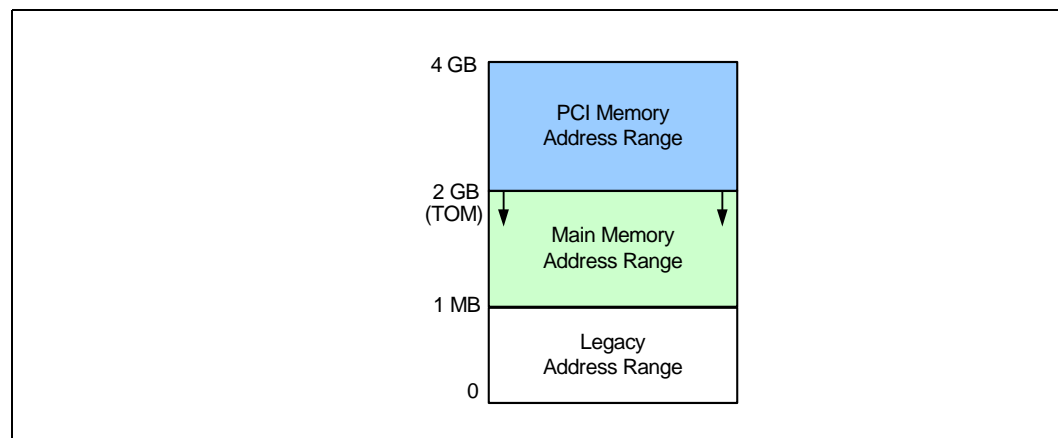 4 GB
PCI Memory
Address Range
2 GB
(TOM)
Main Memory
Address Range
1 MB
Legacy
Address Range
0